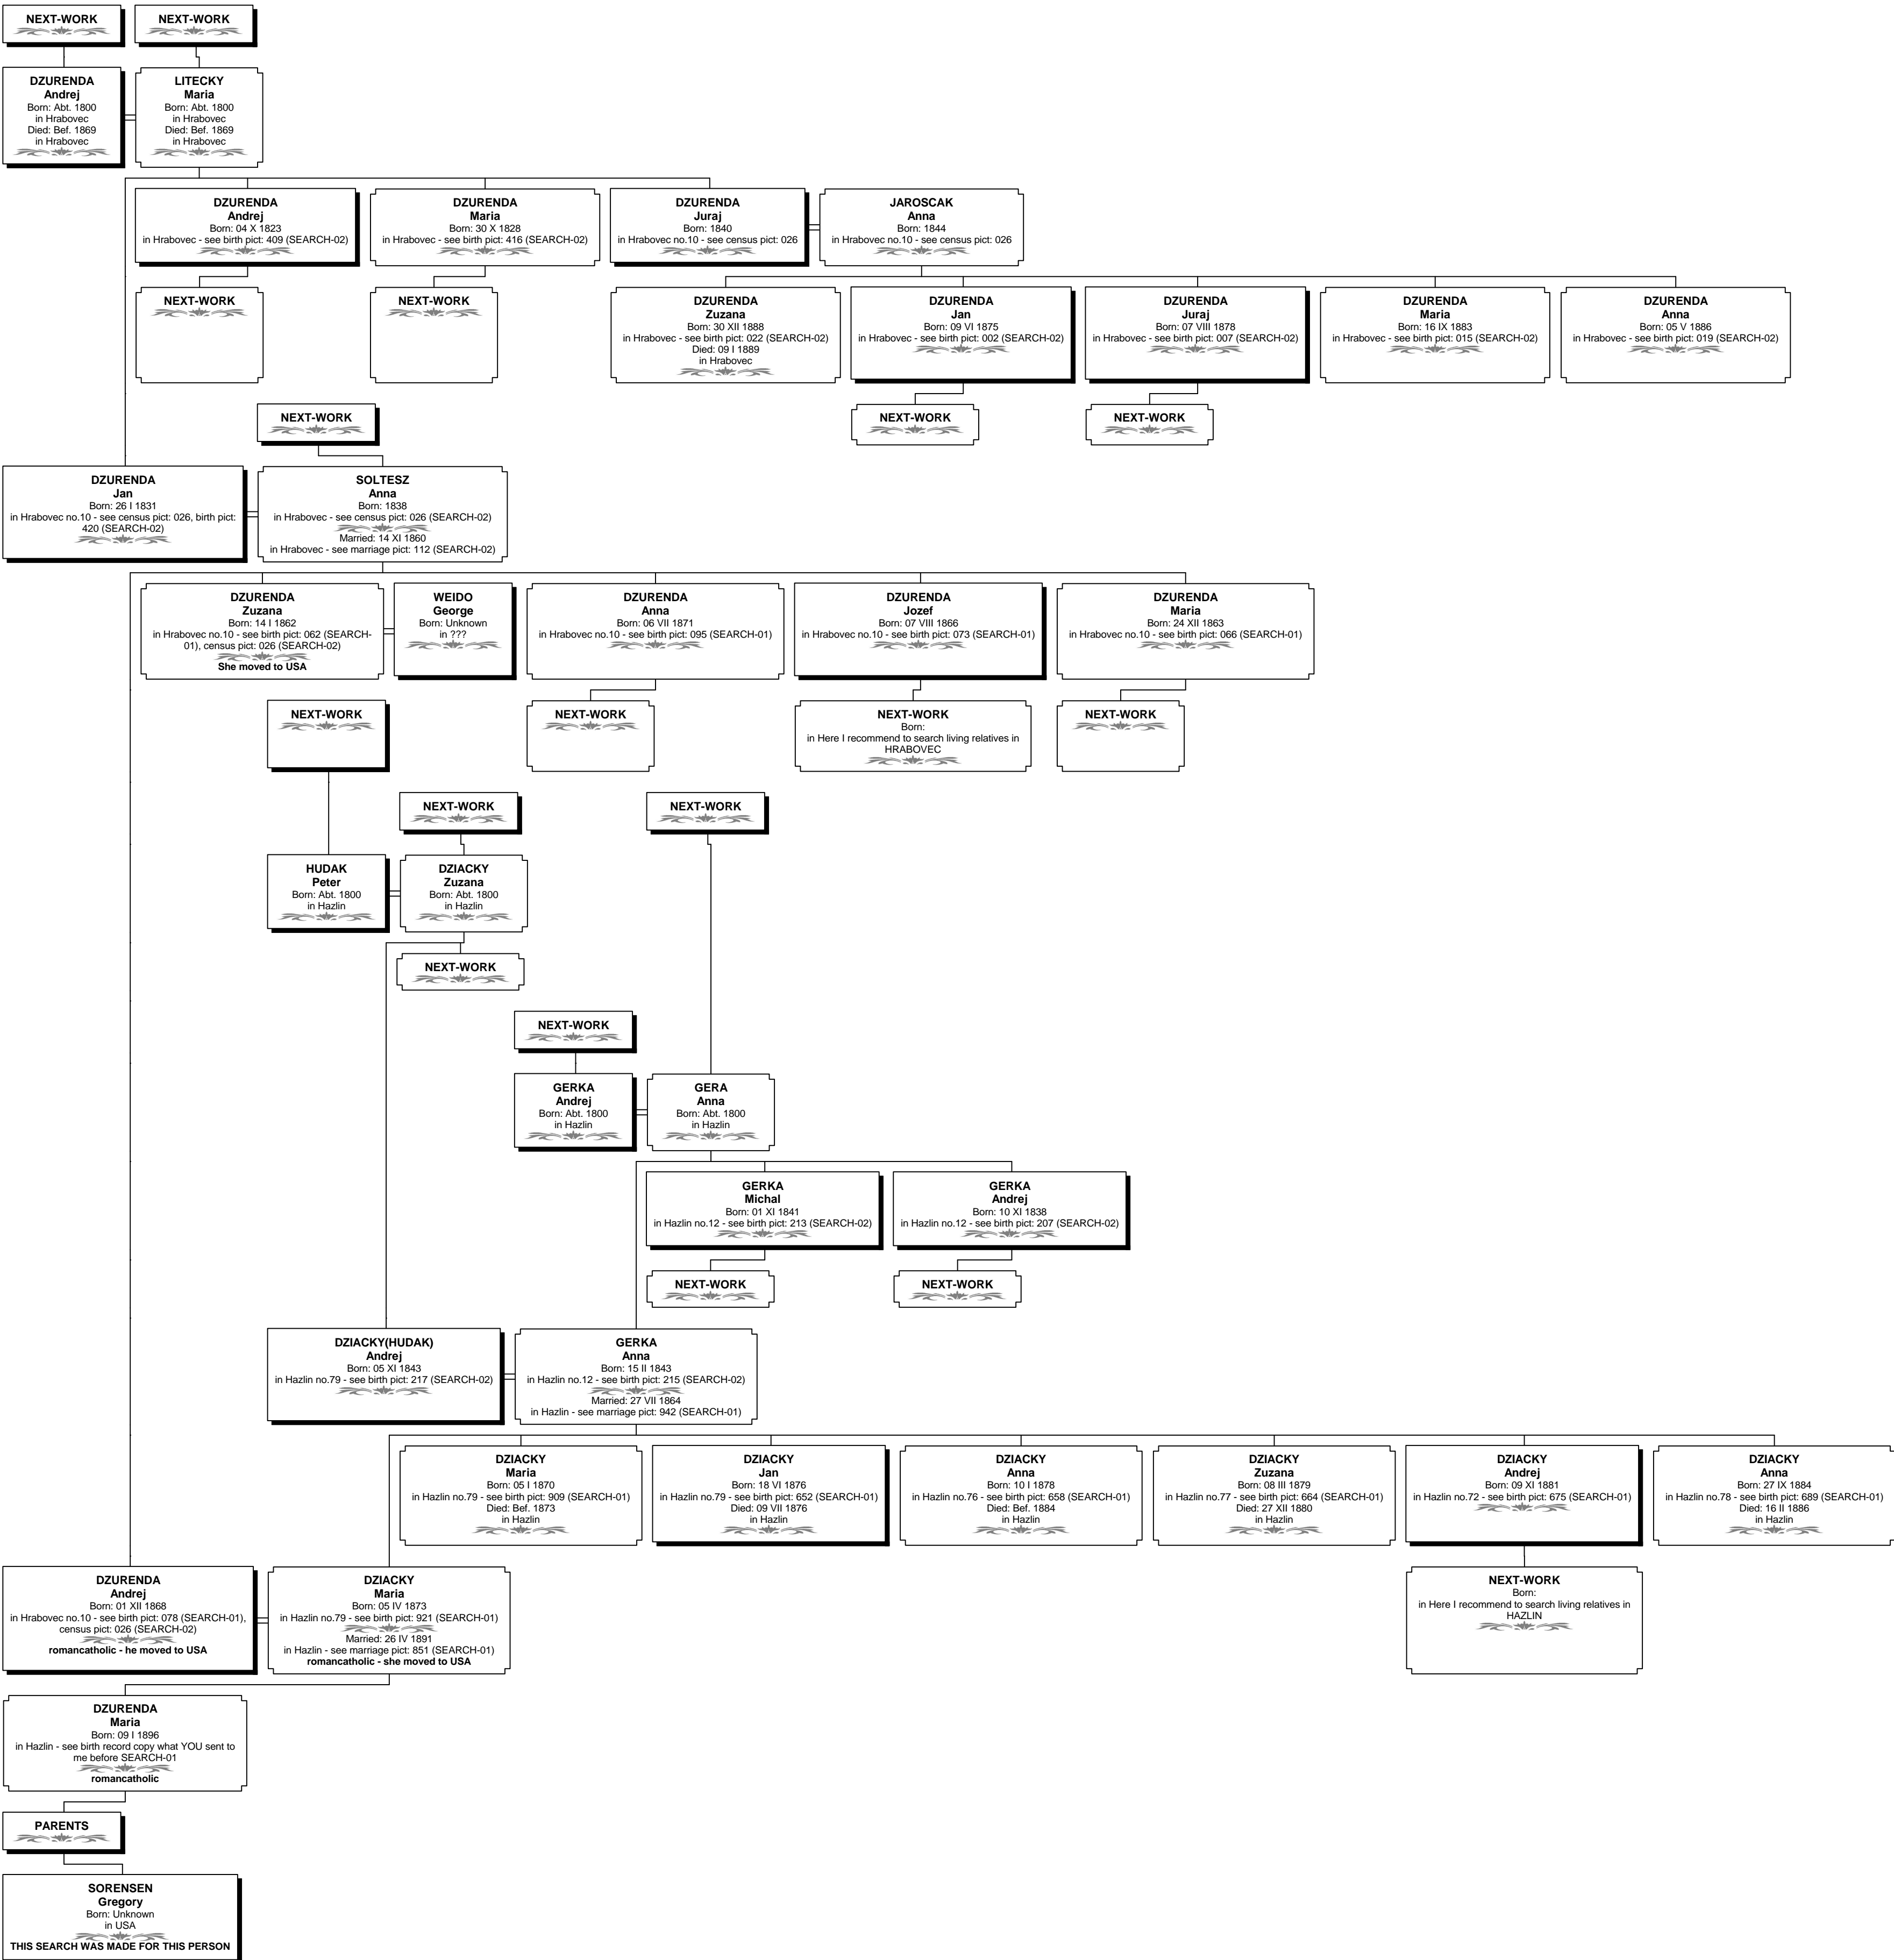 NEXT-WORK
NEXT-WORK
DZURENDA
Andrej
Born: Abt. 1800
in Hrabovec
Died: Bef. 1869
in Hrabovec
LITECKY
Maria
Born: Abt. 1800
in Hrabovec
Died: Bef. 1869
in Hrabovec
DZURENDA
Andrej
Born: 04 X 1823
in Hrabovec - see birth pict: 409 (SEARCH-02)
DZURENDA
Maria
Born: 30 X 1828
in Hrabovec - see birth pict: 416 (SEARCH-02)
DZURENDA
Juraj
Born: 1840
in Hrabovec no.10 - see census pict: 026
JAROSCAK
Anna
Born: 1844
in Hrabovec no.10 - see census pict: 026
NEXT-WORK
NEXT-WORK
DZURENDA
Zuzana
Born: 30 XII 1888
in Hrabovec - see birth pict: 022 (SEARCH-02)
Died: 09 I 1889
in Hrabovec
DZURENDA
Jan
Born: 09 VI 1875
in Hrabovec - see birth pict: 002 (SEARCH-02)
DZURENDA
Juraj
Born: 07 VIII 1878
in Hrabovec - see birth pict: 007 (SEARCH-02)
DZURENDA
Maria
Born: 16 IX 1883
in Hrabovec - see birth pict: 015 (SEARCH-02)
DZURENDA
Anna
Born: 05 V 1886
in Hrabovec - see birth pict: 019 (SEARCH-02)
NEXT-WORK
NEXT-WORK
NEXT-WORK
DZURENDA
Jan
Born: 26 I 1831
in Hrabovec no.10 - see census pict: 026, birth pict:
420 (SEARCH-02)
SOLTESZ
Anna
Born: 1838
in Hrabovec - see census pict: 026 (SEARCH-02)
Married: 14 XI 1860
in Hrabovec - see marriage pict: 112 (SEARCH-02)
DZURENDA
Zuzana
Born: 14 I 1862
in Hrabovec no.10 - see birth pict: 062 (SEARCH-
01), census pict: 026 (SEARCH-02)
She moved to USA
WEIDO
George
Born: Unknown
in ???
DZURENDA
Anna
Born: 06 VII 1871
in Hrabovec no.10 - see birth pict: 095 (SEARCH-01)
DZURENDA
Jozef
Born: 07 VIII 1866
in Hrabovec no.10 - see birth pict: 073 (SEARCH-01)
DZURENDA
Maria
Born: 24 XII 1863
in Hrabovec no.10 - see birth pict: 066 (SEARCH-01)
NEXT-WORK
NEXT-WORK
NEXT-WORK
Born:
in Here I recommend to search living relatives in
HRABOVEC
NEXT-WORK
NEXT-WORK
NEXT-WORK
HUDAK
Peter
Born: Abt. 1800
in Hazlin
DZIACKY
Zuzana
Born: Abt. 1800
in Hazlin
NEXT-WORK
NEXT-WORK
GERKA
Andrej
Born: Abt. 1800
in Hazlin
GERA
Anna
Born: Abt. 1800
in Hazlin
GERKA
Michal
Born: 01 XI 1841
in Hazlin no.12 - see birth pict: 213 (SEARCH-02)
GERKA
Andrej
Born: 10 XI 1838
in Hazlin no.12 - see birth pict: 207 (SEARCH-02)
NEXT-WORK
NEXT-WORK
DZIACKY(HUDAK)
Andrej
Born: 05 XI 1843
in Hazlin no.79 - see birth pict: 217 (SEARCH-02)
GERKA
Anna
Born: 15 II 1843
in Hazlin no.12 - see birth pict: 215 (SEARCH-02)
Married: 27 VII 1864
in Hazlin - see marriage pict: 942 (SEARCH-01)
DZIACKY
Maria
Born: 05 I 1870
in Hazlin no.79 - see birth pict: 909 (SEARCH-01)
Died: Bef. 1873
in Hazlin
DZIACKY
Jan
Born: 18 VI 1876
in Hazlin no.79 - see birth pict: 652 (SEARCH-01)
Died: 09 VII 1876
in Hazlin
DZIACKY
Anna
Born: 10 I 1878
in Hazlin no.76 - see birth pict: 658 (SEARCH-01)
Died: Bef. 1884
in Hazlin
DZIACKY
Zuzana
Born: 08 III 1879
in Hazlin no.77 - see birth pict: 664 (SEARCH-01)
Died: 27 XII 1880
in Hazlin
DZIACKY
Andrej
Born: 09 XI 1881
in Hazlin no.72 - see birth pict: 675 (SEARCH-01)
DZIACKY
Anna
Born: 27 IX 1884
in Hazlin no.78 - see birth pict: 689 (SEARCH-01)
Died: 16 II 1886
in Hazlin
DZURENDA
Andrej
Born: 01 XII 1868
in Hrabovec no.10 - see birth pict: 078 (SEARCH-01),
census pict: 026 (SEARCH-02)
romancatholic - he moved to USA
DZIACKY
Maria
Born: 05 IV 1873
in Hazlin no.79 - see birth pict: 921 (SEARCH-01)
Married: 26 IV 1891
in Hazlin - see marriage pict: 851 (SEARCH-01)
romancatholic - she moved to USA
NEXT-WORK
Born:
in Here I recommend to search living relatives in
HAZLIN
DZURENDA
Maria
Born: 09 I 1896
in Hazlin - see birth record copy what YOU sent to
me before SEARCH-01
romancatholic
PARENTS
SORENSEN
Gregory
Born: Unknown
in USA
THIS SEARCH WAS MADE FOR THIS PERSON